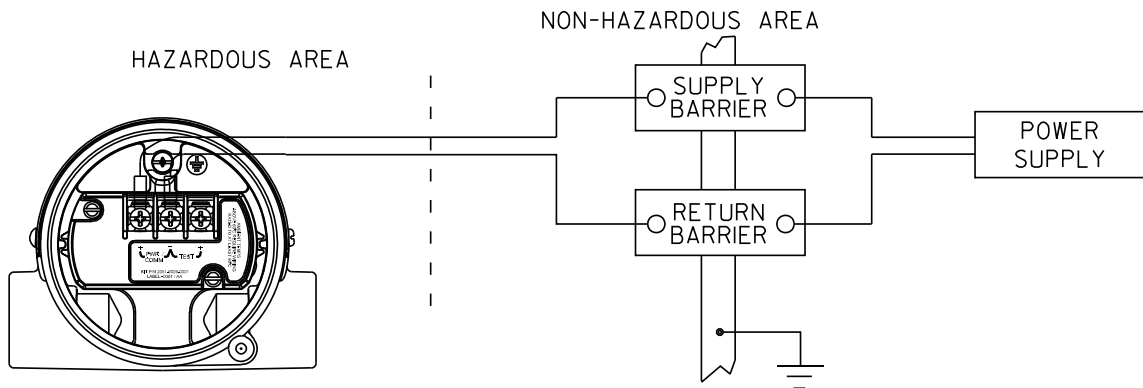 NON-HAZARDOUS AREA
HAZARDOUS AREA
SUPPLY
BARRIER
POWER
SUPPLY
RETURN
BARRIER
+ − +
PWR TEST
COMM